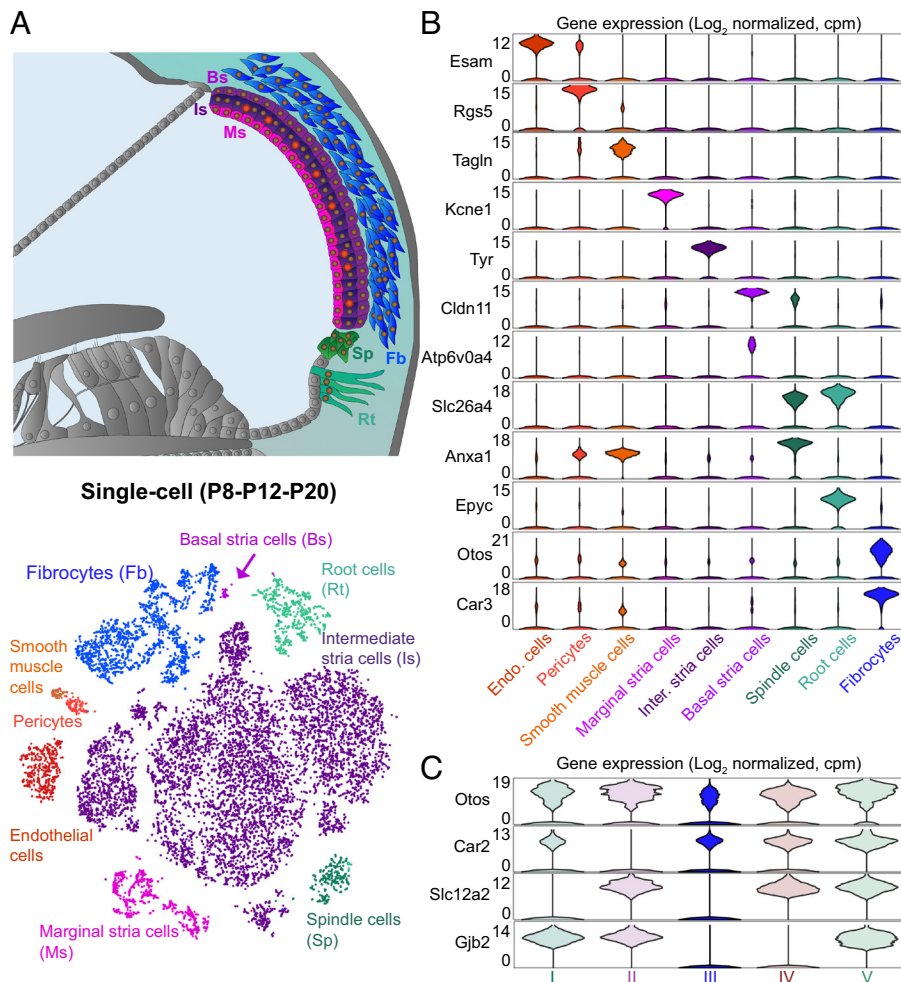 A
Bs
Is
Ms
Sp
Fb
Rt
Single-cell (P8-P12-P20)
Basal stria cells (Bs)
Fibrocytes (Fb)
Root cells
(Rt)
Intermediate
stria cells (Is)
Smooth
muscle
cells
Pericytes
Endothelial
cells
Marginal stria cells
(Ms)
Spindle cells
(Sp)
B
Gene expression (Log2 normalized, cpm)
Esam 12 0
Rgs5 15 0
Tagln 15 0
Kcne1 15 0
Tyr 15 0
Cldn11 15 0
Atp6v0a4 12 0
Slc26a4 18 0
Anxa1 18 0
Epyc 15 0
Otos 21 0
Car3 18 0
Endo. cells
Pericytes
Smooth muscle cells
Marginal stria cells
Inter. stria cells
Basal stria cells
Spindle cells
Root cells
Fibrocytes
C
Gene expression (Log2 normalized, cpm)
Otos 19 0
Car2 13 0
Slc12a2 12 0
Gjb2 14 0
I II III IV V